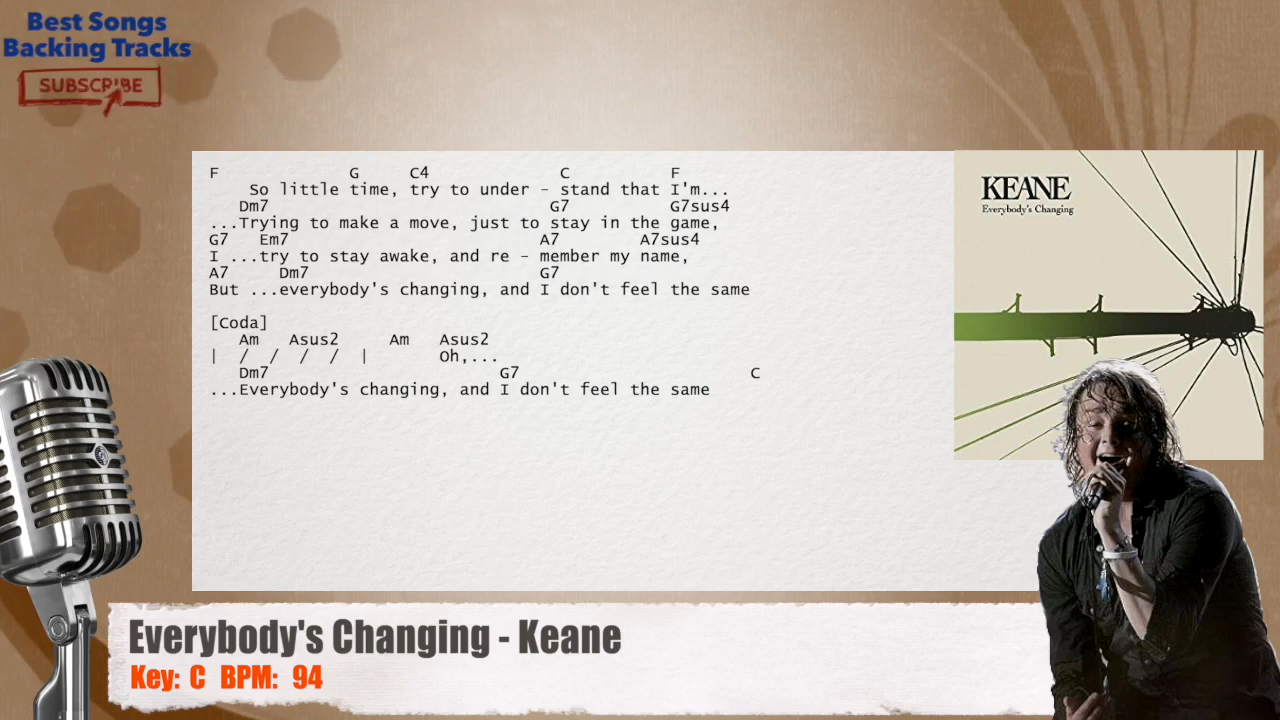 Best Songs
Backing Tracks
SUBSCRIBE
F G C4 C F
So little time, try to under – stand that I'm...
Dm7 G7 G7sus4
...Trying to make a move, just to stay in the game,
G7 Em7 A7 A7sus4
I ...try to stay awake, and re – member my name,
A7 Dm7 G7
But ...everybody's changing, and I don't feel the same
[Coda]
Am Asus2 Am Asus2
| / / / / | Oh,...
Dm7 G7 C
...Everybody's changing, and I don't feel the same
KEANE
Everybody's Changing
Everybody's Changing - Keane
Key: C BPM: 94